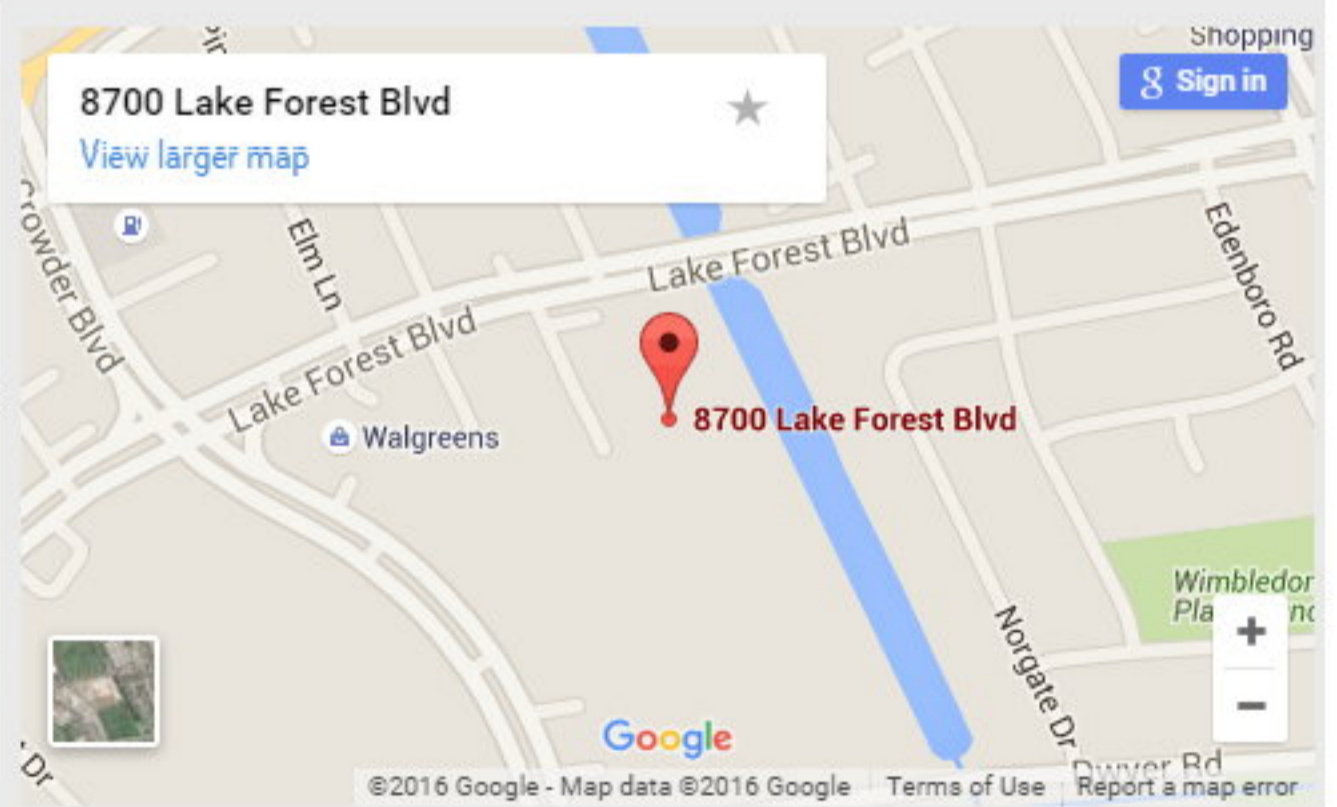 Shopping
8700 Lake Forest Blvd
View larger map
g Sign in
Crowder Blvd
Elm Ln
Lake Forest Blvd
Edenboro Rd
Lake Forest Blvd
8700 Lake Forest Blvd
Walgreens
Wimbledon
Norgate Dr
+
-
Google
Dr
Dwyer Rd
©2016 Google - Map data ©2016 Google Terms of Use Report a map error